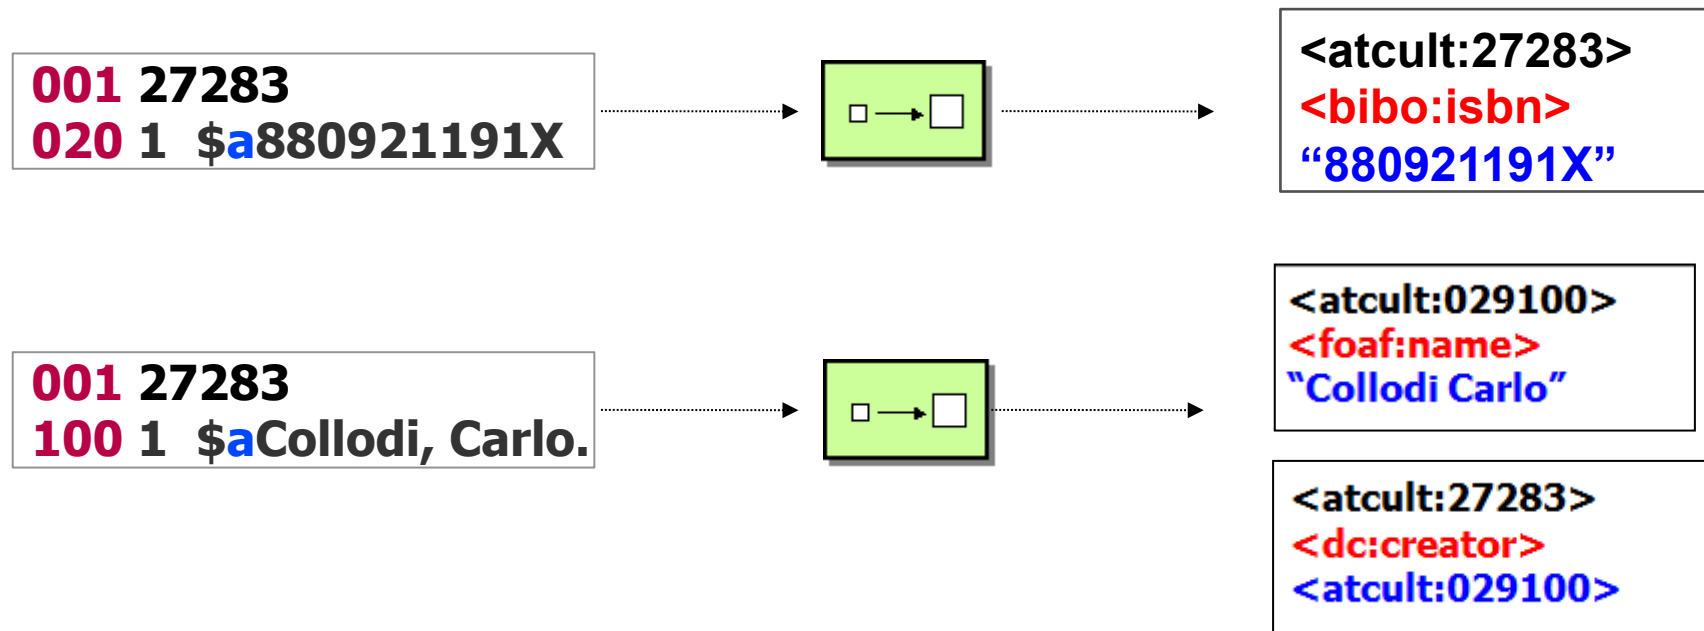 001 27283
020 1 $a880921191X
<atcult:27283>
<bibo:isbn>
“880921191X”
001 27283
100 1 $aCollodi, Carlo.
<atcult:029100>
<foaf:name>
“Collodi Carlo”
<atcult:27283>
<dc:creator>
<atcult:029100>